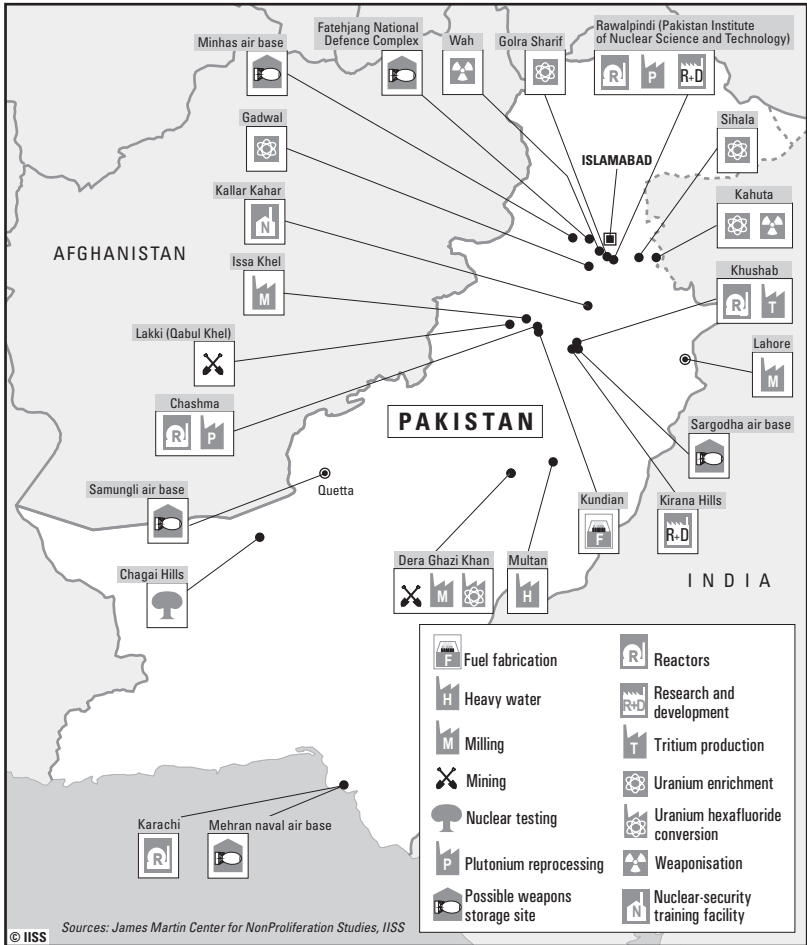 Minhas air base
Fatehjang National
Defence Complex
Wah
Golra Sharif
Rawalpindi (Pakistan Institute
of Nuclear Science and Technology)
R
P
R+D
Gadwal
Sihala
ISLAMABAD
Kallar Kahar
N
Kahuta
AFGHANISTAN
Issa Khel
M
Khushab
R
T
Lakki (Qabul Khel)
Lahore
M
Chashma
R
P
PAKISTAN
Sargodha air base
Samungli air base
Quetta
Kundian
F
Kirana Hills
R+D
Chagai Hills
Dera Ghazi Khan
M
Multan
H
INDIA
F
Fuel fabrication
H
Heavy water
M
Milling
Mining
Nuclear testing
P
Plutonium reprocessing
Possible weapons
storage site
R
Reactors
R+D
Research and
development
T
Tritium production
Uranium enrichment
Uranium hexafluoride
conversion
Weaponisation
N
Nuclear-security
training facility
Karachi
R
Mehran naval air base
Sources: James Martin Center for NonProliferation Studies, IISS
© IISS